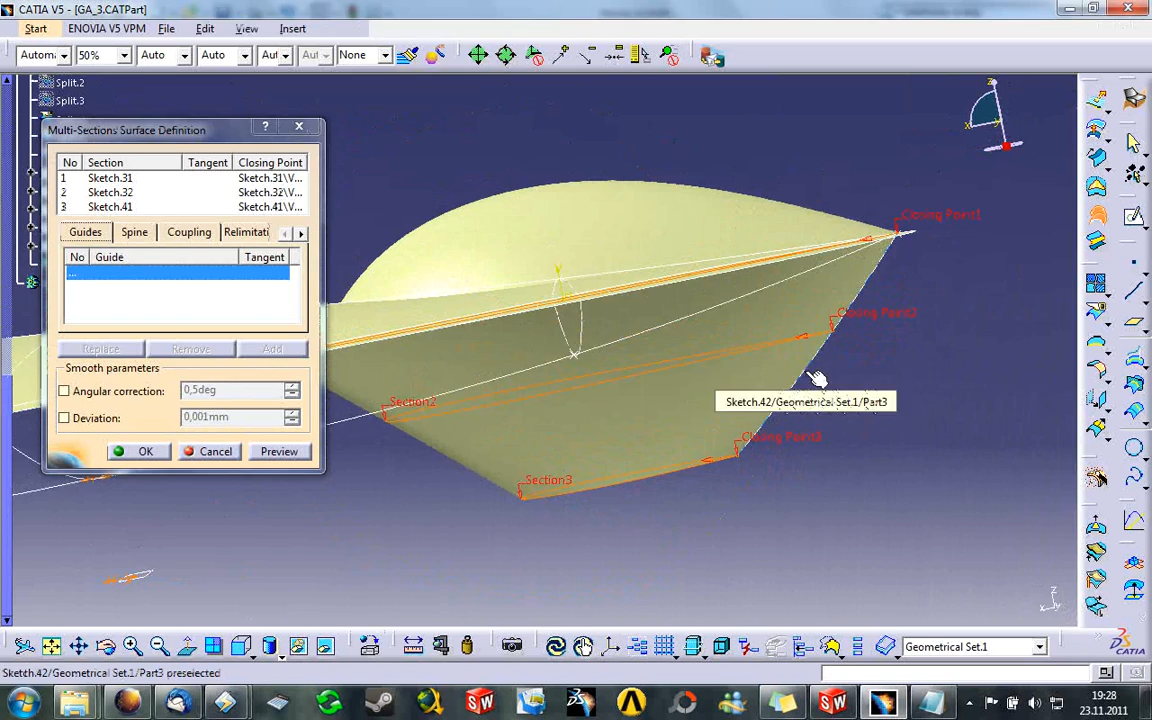 CATIA V5 - [GA_3.CATPart]
Start ENOVIA V5 VPM File Edit View Insert
Automa 50% Auto Auto Aut Aut None
Split.2
Split.3
Multi-Sections Surface Definition ? X
No Section Tangent Closing Point
1 Sketch.31 Sketch.31\V...
2 Sketch.32 Sketch.32\V...
3 Sketch.41 Sketch.41\V...
Guides Spine Coupling Relimitati
No Guide Tangent
...
Replace Remove Add
Smooth parameters
Angular correction: 0,5deg
Deviation: 0,001mm
OK Cancel Preview
z
x y
Closing Point1
Y
Closing Point2
Sketch.42/Geometrical Set.1/Part3
Section2
Closing Point3
Section3
z
x y
Geometrical Set.1
CATIA
Sketch.42/Geometrical Set.1/Part3 preselected
19:28
23.11.2011